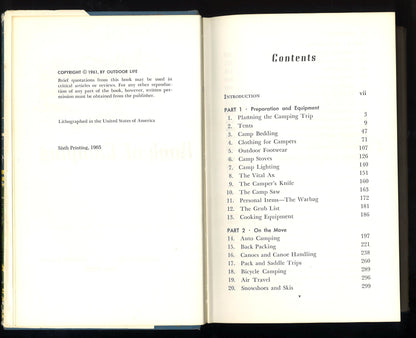 COPYRIGHT © 1961, BY OUTDOOR LIFE
Brief quotations from this book may be used in
critical articles or reviews. For any other reproduc-
tion of any part of the book, however, written per-
mission must be obtained from the publisher.
Lithographed in the United States of America
Sixth Printing, 1965
Contents
INTRODUCTION vii
PART 1 · Preparation and Equipment
1. Planning the Camping Trip 3
2. Tents 9
3. Camp Bedding 47
4. Clothing for Campers 71
5. Outdoor Footwear 107
6. Camp Stoves 126
7. Camp Lighting 140
8. The Vital Ax 151
9. The Camper's Knife 160
10. The Camp Saw 163
11. Personal Items—The Warbag 172
12. The Grub List 181
13. Cooking Equipment 186
PART 2 · On the Move
14. Auto Camping 197
15. Back Packing 221
16. Canoes and Canoe Handling 238
17. Pack and Saddle Trips 260
18. Bicycle Camping 289
19. Air Travel 296
20. Snowshoes and Skis 299
v